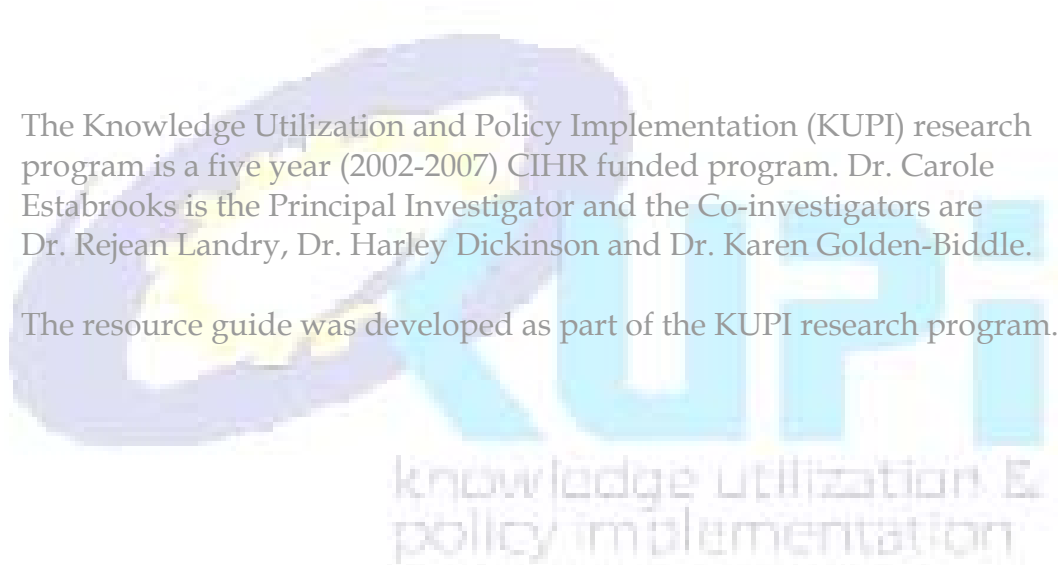 The Knowledge Utilization and Policy Implementation (KUPI) research
program is a five year (2002-2007) CIHR funded program. Dr. Carole
Estabrooks is the Principal Investigator and the Co-investigators are
Dr. Rejean Landry, Dr. Harley Dickinson and Dr. Karen Golden-Biddle.
The resource guide was developed as part of the KUPI research program.
KUPi
knowledge utilization &
policy implementation